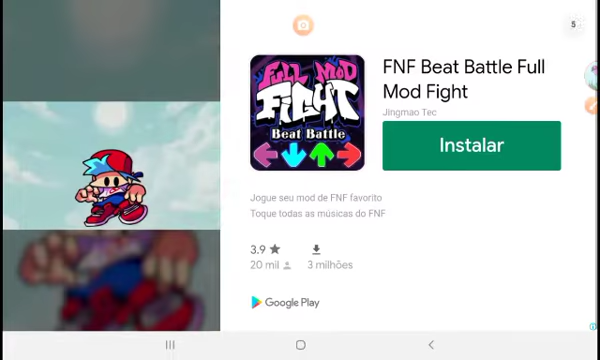 5
FULL MOD
FIGHT
Beat Battle
FNF Beat Battle Full
Mod Fight
Jingmao Tec
Instalar
Jogue seu mod de FNF favorito
Toque todas as músicas do FNF
3.9
20 mil
3 milhões
Google Play